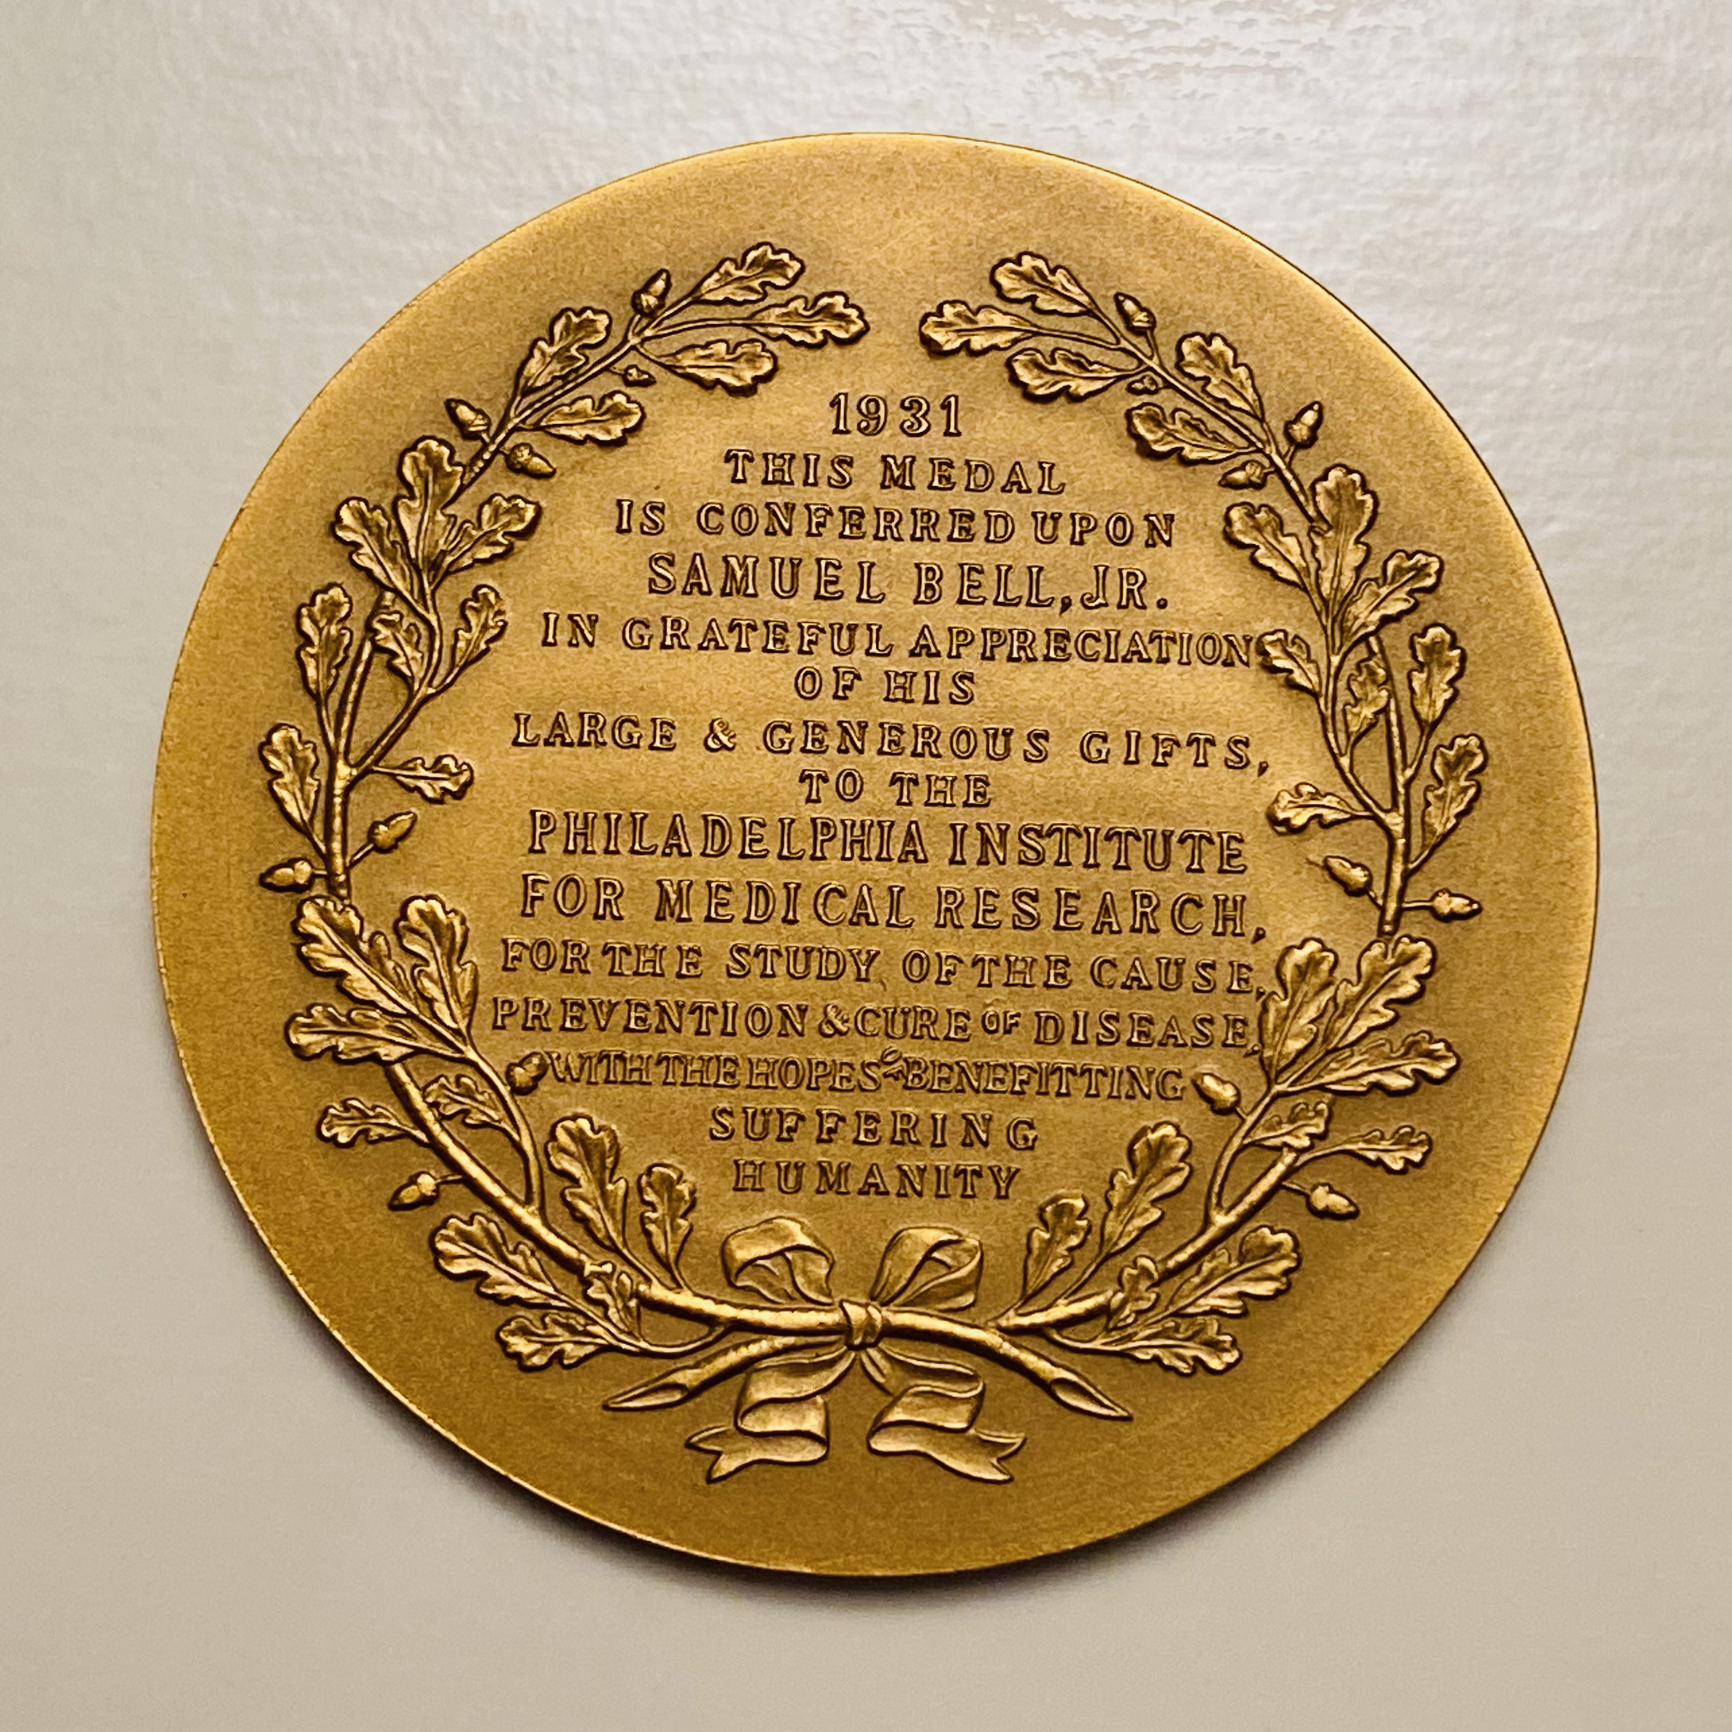 1931
THIS MEDAL
IS CONFERRED UPON
SAMUEL BELL, JR.
IN GRATEFUL APPRECIATION
OF HIS
LARGE & GENEROUS GIFTS,
TO THE
PHILADELPHIA INSTITUTE
FOR MEDICAL RESEARCH,
FOR THE STUDY OF THE CAUSE,
PREVENTION & CURE OF DISEASE,
WITH THE HOPES OF BENEFITTING
SUFFERING
HUMANITY